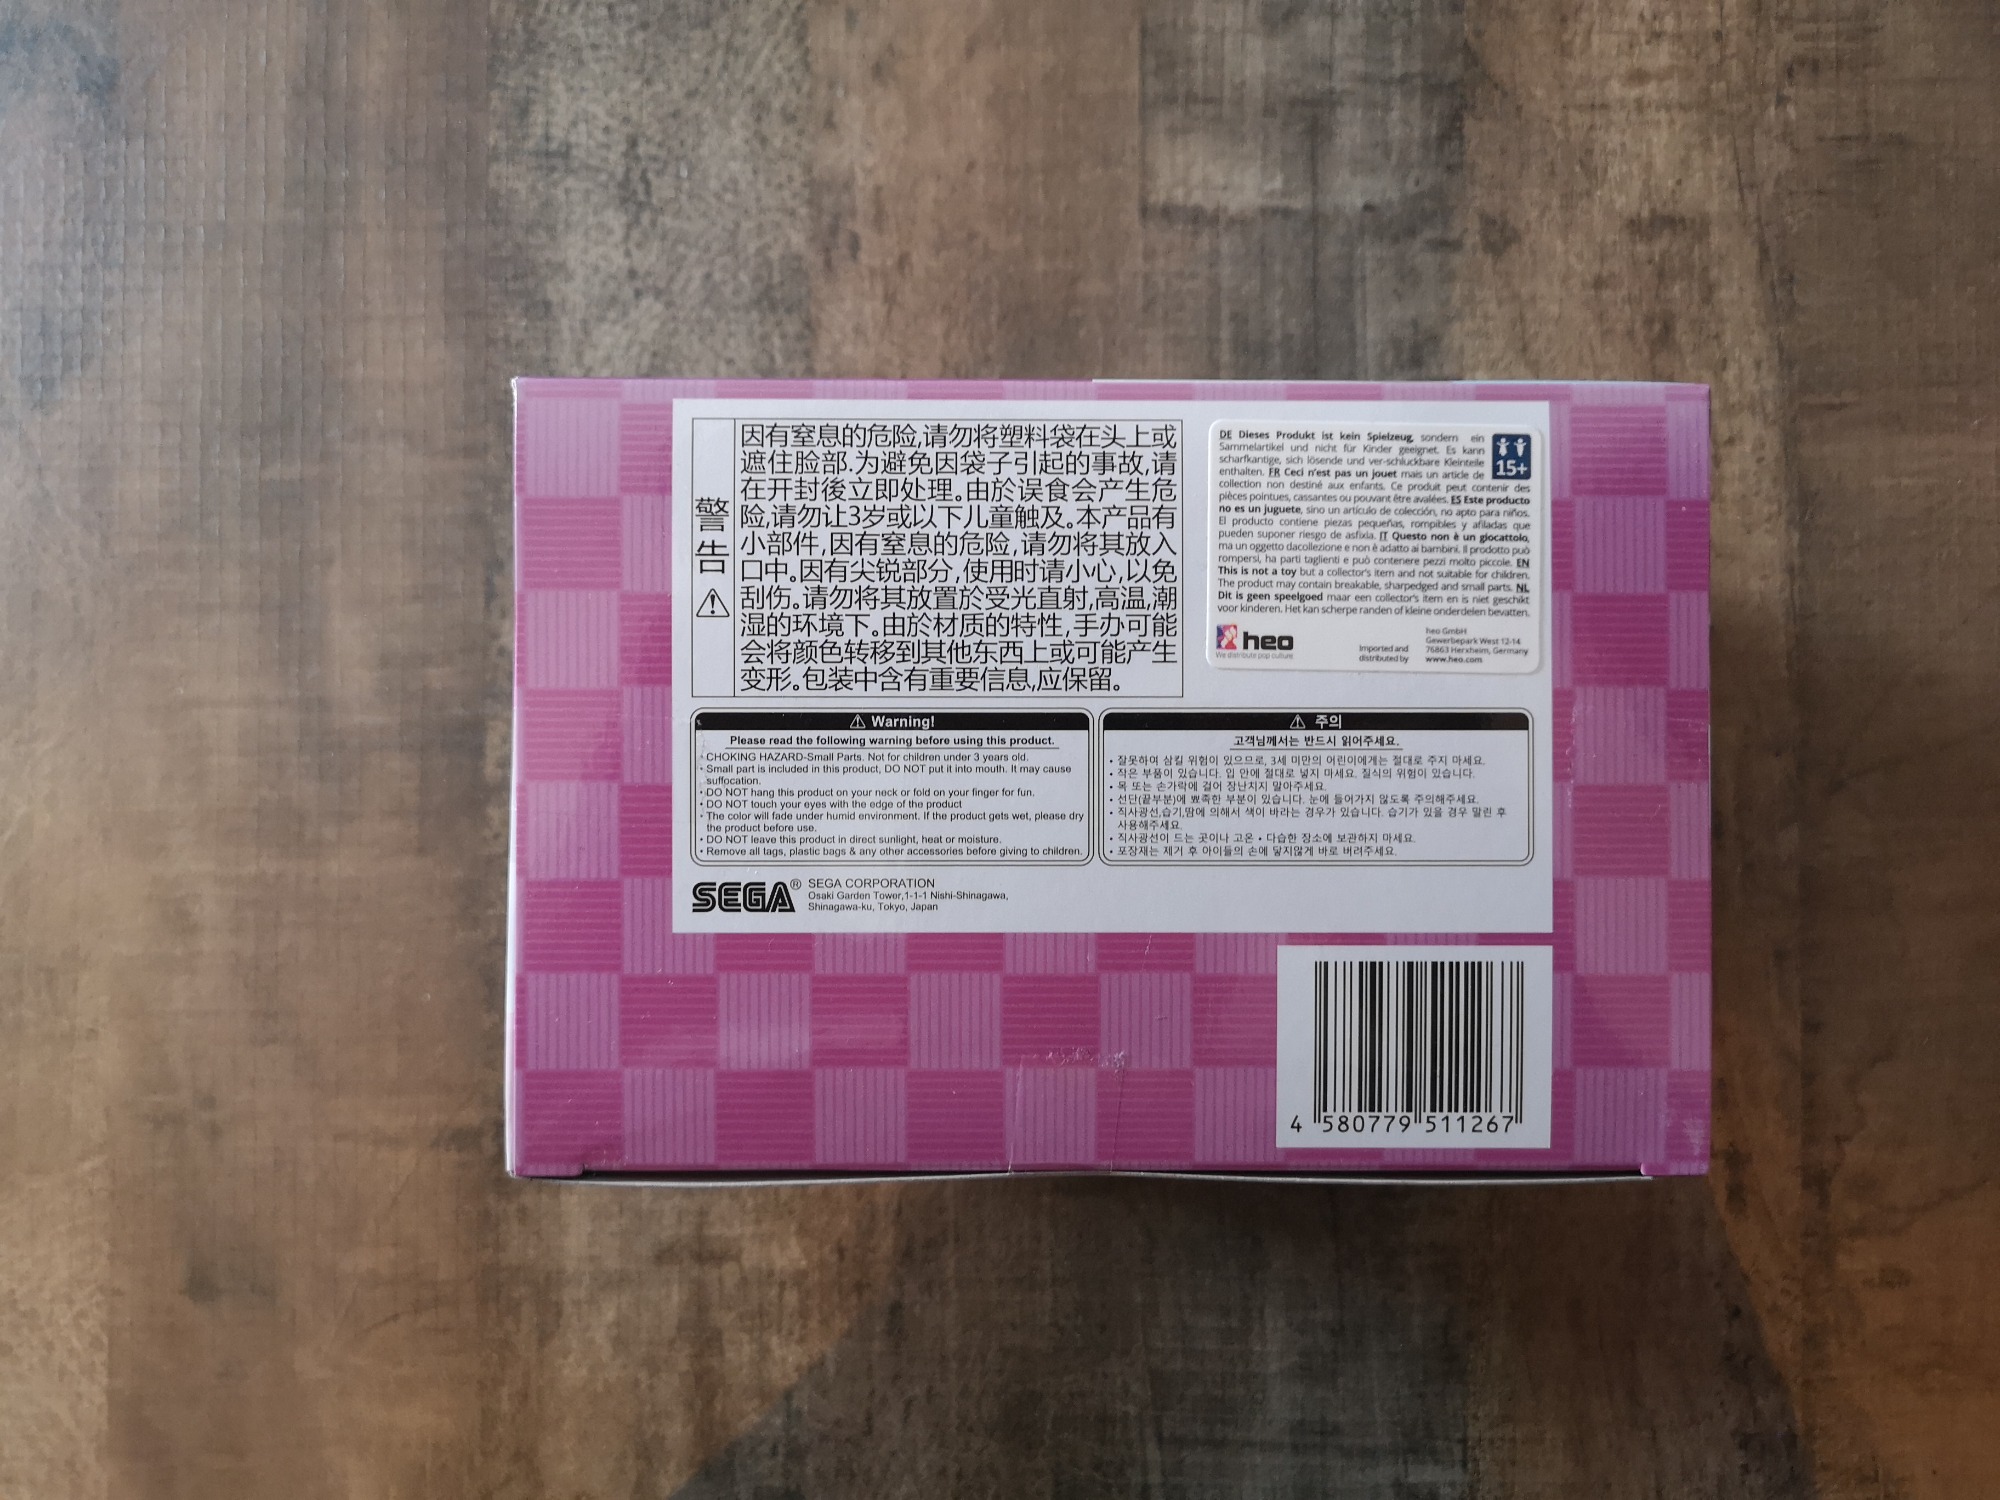 警告
因有窒息的危险,请勿将塑料袋在头上或
遮住脸部.为避免因袋子引起的事故,请
在开封後立即处理。由於误食会产生危
险,请勿让3岁或以下儿童触及。本产品有
小部件,因有窒息的危险,请勿将其放入
口中。因有尖锐部分,使用时请小心,以免
刮伤。请勿将其放置於受光直射,高温,潮
湿的环境下。由於材质的特性,手办可能
会将颜色转移到其他东西上或可能产生
变形。包装中含有重要信息,应保留。
DE Dieses Produkt ist kein Spielzeug, sondern ein
Sammelartikel und nicht für Kinder geeignet. Es kann
scharfkantige, sich lösende und ver-schluckbare Kleinteile
enthalten. FR Ceci n'est pas un jouet mais un article de
collection non destiné aux enfants. Ce produit peut contenir des
pièces pointues, cassantes ou pouvant être avalées. ES Este producto
no es un juguete, sino un artículo de colección, no apto para niños.
El producto contiene piezas pequeñas, rompibles y afiladas que
pueden suponer riesgo de asfixia. IT Questo non è un giocattolo,
ma un oggetto dacollezione e non è adatto ai bambini. Il prodotto può
rompersi, ha parti taglienti e può contenere pezzi molto piccole. EN
This is not a toy but a collector's item and not suitable for children.
The product may contain breakable, sharpedged and small parts. NL
Dit is geen speelgoed maar een collector's item en is niet geschikt
voor kinderen. Het kan scherpe randen of kleine onderdelen bevatten.
15+
heo
We distribute pop culture
Imported and
distributed by
heo GmbH
Gewerbepark West 12-14
76863 Herxheim, Germany
www.heo.com
Warning!
Please read the following warning before using this product.
・CHOKING HAZARD-Small Parts. Not for children under 3 years old.
・Small part is included in this product, DO NOT put it into mouth. It may cause
suffocation.
・DO NOT hang this product on your neck or fold on your finger for fun.
・DO NOT touch your eyes with the edge of the product
・The color will fade under humid environment. If the product gets wet, please dry
the product before use.
・DO NOT leave this product in direct sunlight, heat or moisture.
・Remove all tags, plastic bags & any other accessories before giving to children.
주의
고객님께서는 반드시 읽어주세요.
・잘못하여 삼킬 위험이 있으므로, 3세 미만의 어린이에게는 절대로 주지 마세요.
・작은 부품이 있습니다. 입 안에 절대로 넣지 마세요. 질식의 위험이 있습니다.
・목 또는 손가락에 걸어 장난치지 말아주세요.
・선단(끝부분)에 뾰족한 부분이 있습니다. 눈에 들어가지 않도록 주의해주세요.
・직사광선,습기,땀에 의해서 색이 바라는 경우가 있습니다. 습기가 있을 경우 말린 후
사용해주세요.
・직사광선이 드는 곳이나 고온・다습한 장소에 보관하지 마세요.
・포장재는 제거 후 아이들의 손에 닿지않게 바로 버려주세요.
SEGA®
SEGA CORPORATION
Osaki Garden Tower,1-1-1 Nishi-Shinagawa,
Shinagawa-ku, Tokyo, Japan
4 580779 511267